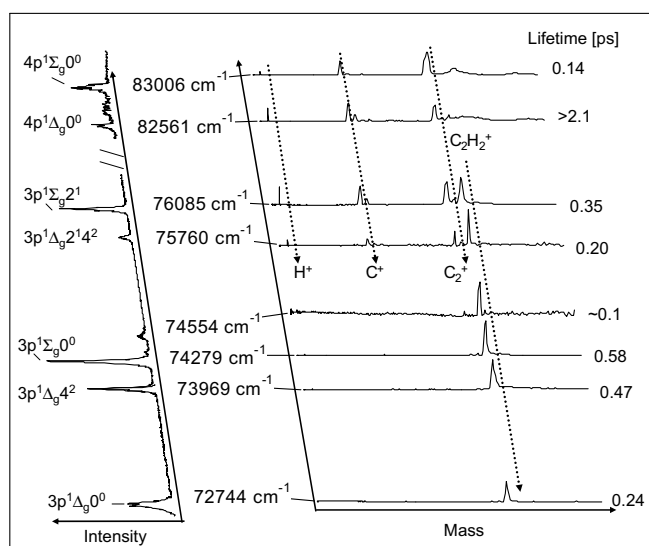 Lifetime [ps]
4p¹Σg0⁰
83006 cm⁻¹
0.14
4p¹Δg0⁰
82561 cm⁻¹
>2.1
C₂H₂⁺
3p¹Σg2¹
76085 cm⁻¹
0.35
3p¹Δg2¹4²
75760 cm⁻¹
0.20
H⁺
C⁺
C₂⁺
74554 cm⁻¹
~0.1
3p¹Σg0⁰
74279 cm⁻¹
0.58
3p¹Δg4²
73969 cm⁻¹
0.47
3p¹Δg0⁰
72744 cm⁻¹
0.24
Intensity
Mass